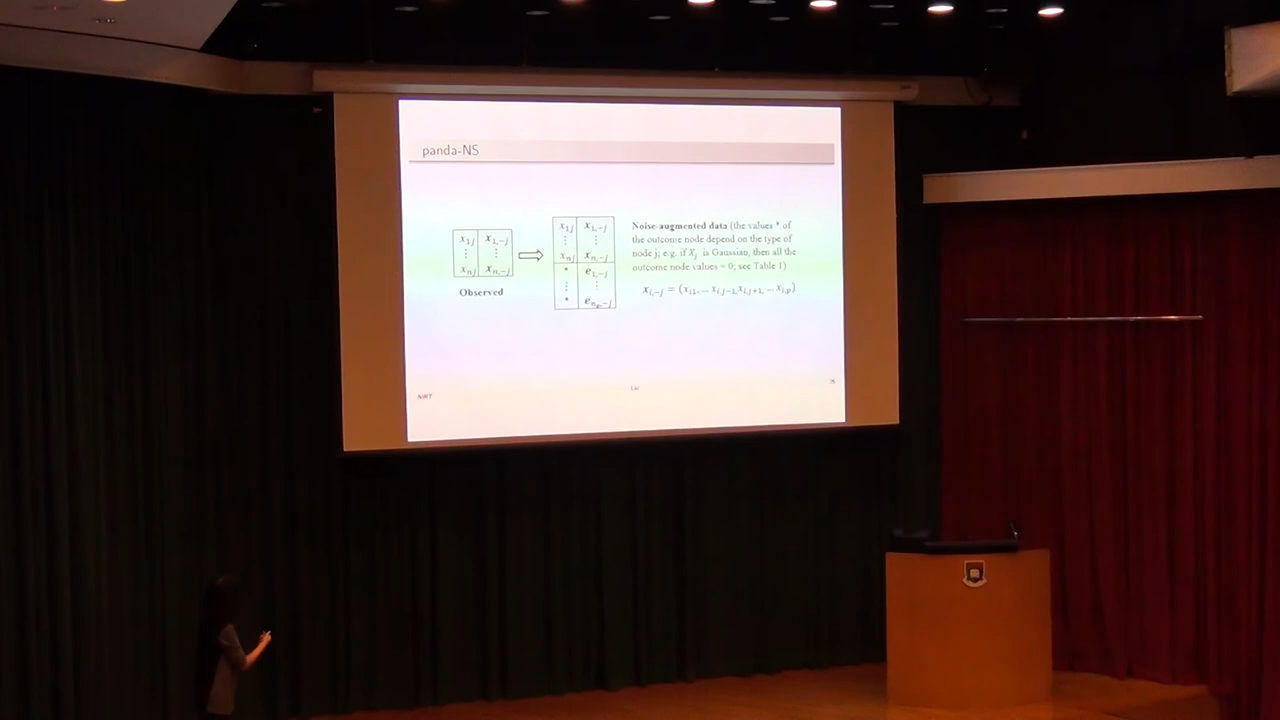 panda-NS
x1j x1,−j
⋮ ⋮
xnj xn,−j
Observed
x1j x1,−j
⋮ ⋮
xnj xn,−j
* e1,−j
⋮ ⋮
* enₑ,−j
Noise-augmented data (the values * of
the outcome node depend on the type of
node j; e.g. if Xj is Gaussian, then all the
outcome node values = 0; see Table 1)
xi,−j = (xi1, … xi,j−1,xi,j+1, … xi,p)
Liu